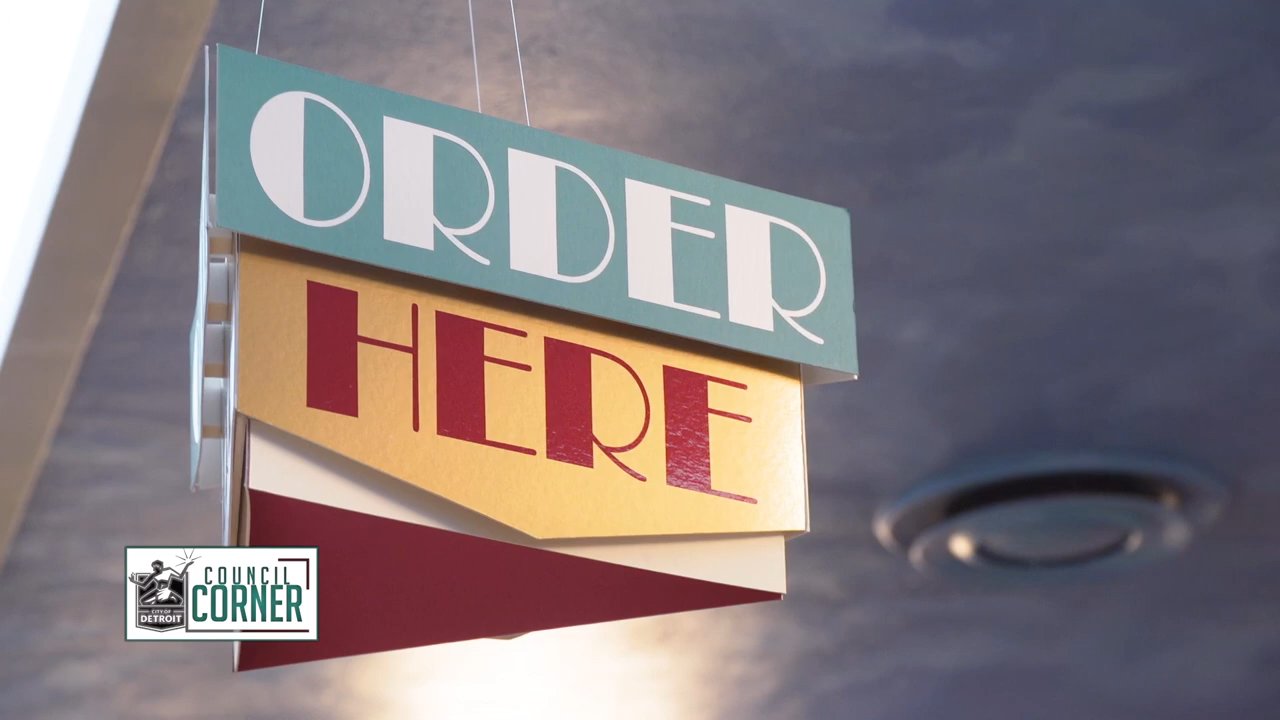 ORDER
HERE
COUNCIL
CORNER
CITY OF
DETROIT